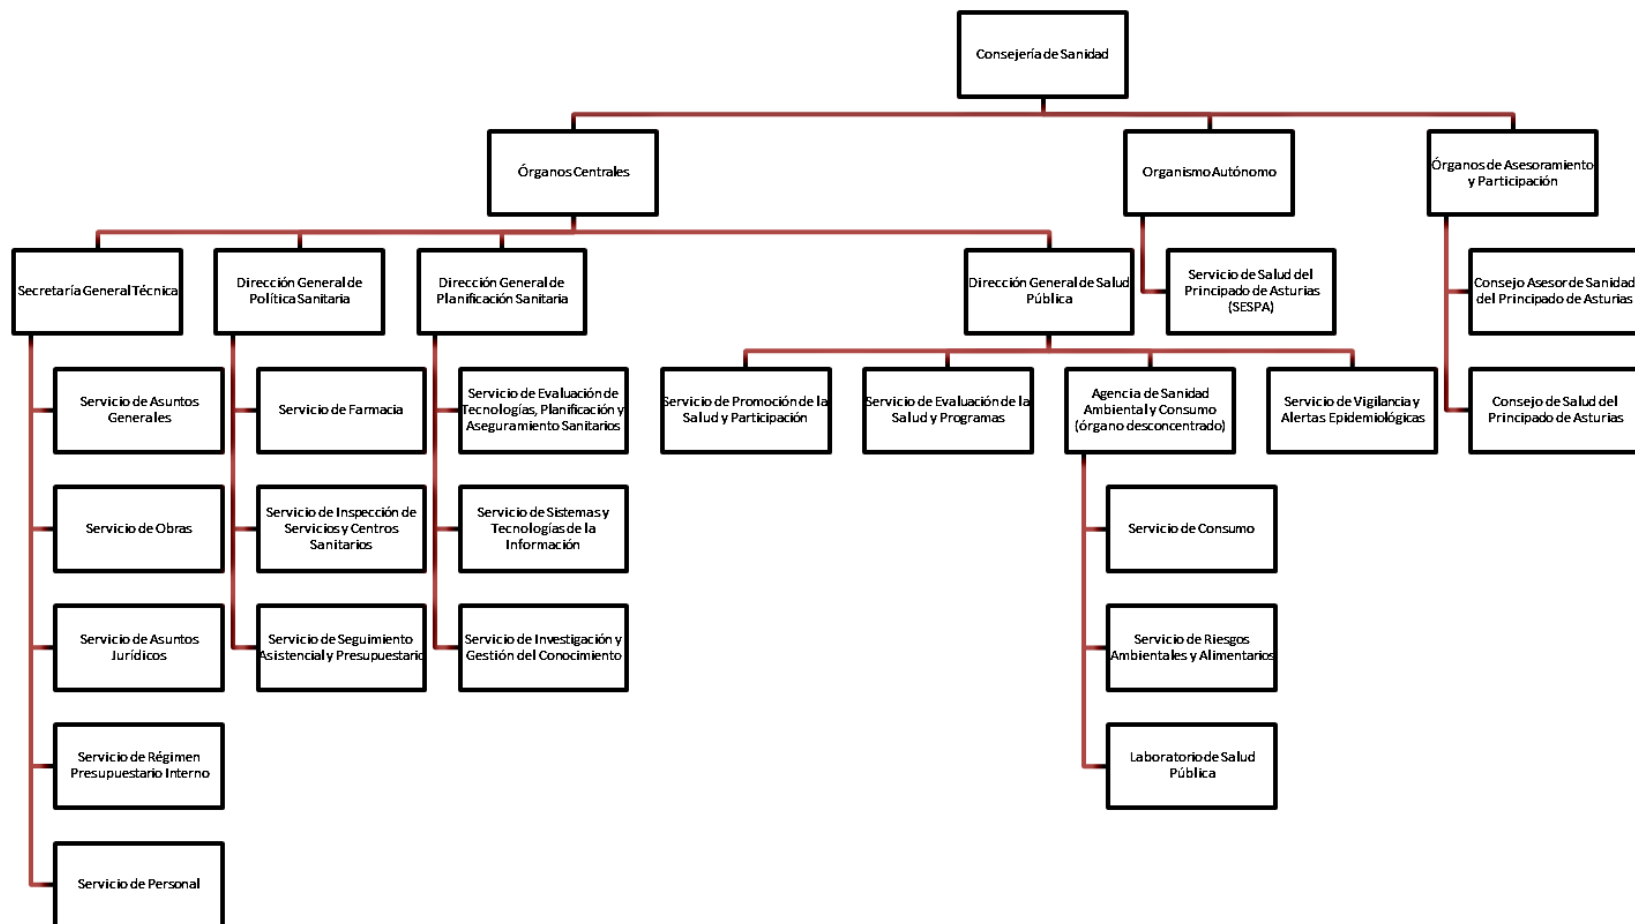 Consejería de Sanidad
Órganos Centrales
Organismo Autónomo
Órganos de Asesoramiento
y Participación
Secretaría General Técnica
Dirección General de
Política Sanitaria
Dirección General de
Planificación Sanitaria
Dirección General de Salud
Pública
Servicio de Salud del
Principado de Asturias
(SESPA)
Consejo Asesor de Sanidad
del Principado de Asturias
Servicio de Asuntos
Generales
Servicio de Farmacia
Servicio de Evaluación de
Tecnologías, Planificación y
Aseguramiento Sanitarios
Servicio de Promoción de la
Salud y Participación
Servicio de Evaluación de la
Salud y Programas
Agencia de Sanidad
Ambiental y Consumo
(órgano desconcentrado)
Servicio de Vigilancia y
Alertas Epidemiológicas
Consejo de Salud del
Principado de Asturias
Servicio de Obras
Servicio de Inspección de
Servicios y Centros
Sanitarios
Servicio de Sistemas y
Tecnologías de la
Información
Servicio de Consumo
Servicio de Asuntos
Jurídicos
Servicio de Seguimiento
Asistencial y Presupuestario
Servicio de Investigación y
Gestión del Conocimiento
Servicio de Riesgos
Ambientales y Alimentarios
Servicio de Régimen
Presupuestario Interno
Laboratorio de Salud
Pública
Servicio de Personal